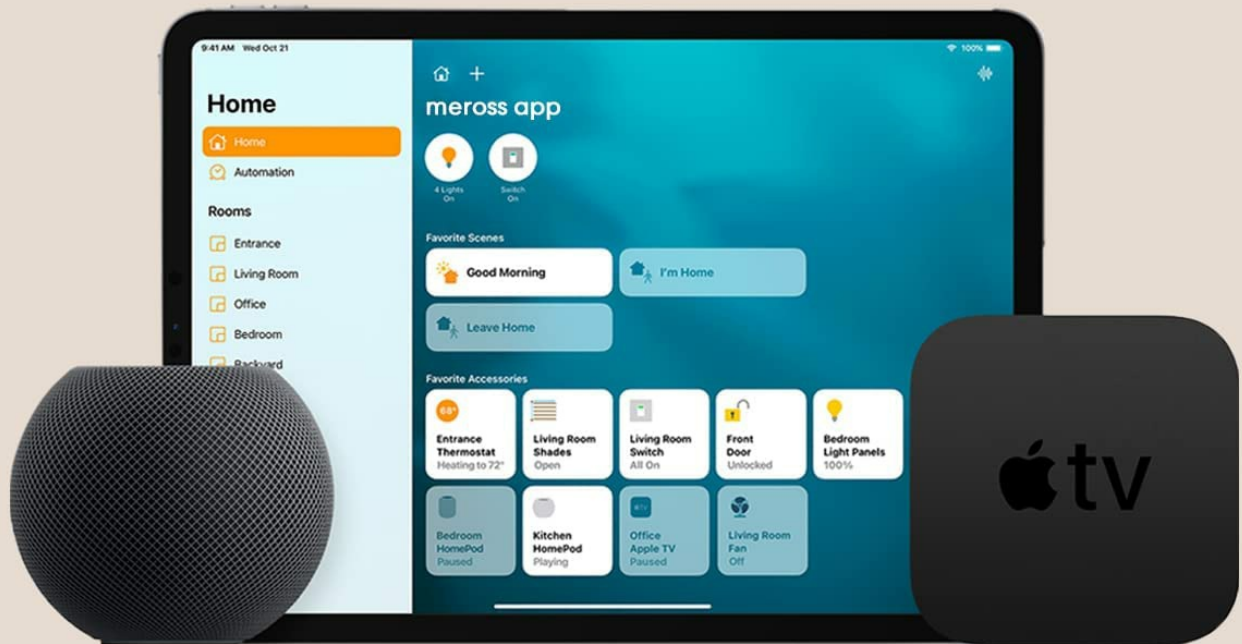 9:41 AM Wed Oct 21
100%
Home
Home
Automation
Rooms
Entrance
Living Room
Office
Bedroom
Backyard
meross app
4 Lights
On
Switch
On
Favorite Scenes
Good Morning
I'm Home
Leave Home
Favorite Accessories
68°
Entrance
Thermostat
Heating to 72°
Living Room
Shades
Open
Living Room
Switch
All On
Front
Door
Unlocked
Bedroom
Light Panels
100%
Bedroom
HomePod
Paused
Kitchen
HomePod
Playing
tv
Office
Apple TV
Paused
Living Room
Fan
Off
tv